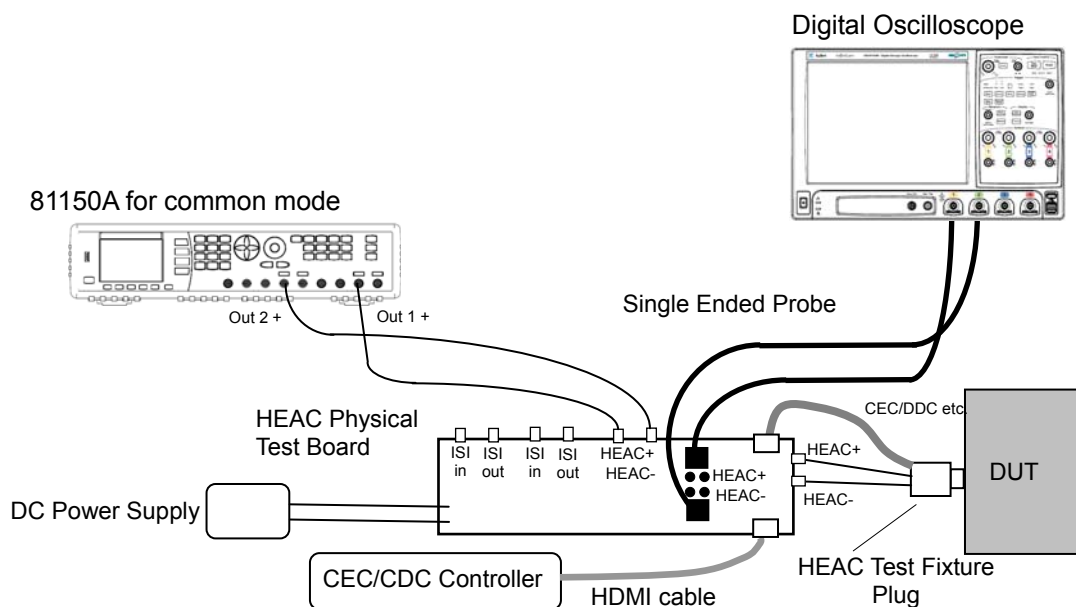 Digital Oscilloscope
81150A for common mode
Out 2 +
Out 1 +
Single Ended Probe
HEAC Physical
Test Board
CEC/DDC etc.
ISI
in
ISI
out
ISI
in
ISI
out
HEAC+
HEAC-
HEAC+
HEAC-
HEAC+
HEAC-
DUT
DC Power Supply
CEC/CDC Controller
HDMI cable
HEAC Test Fixture
Plug